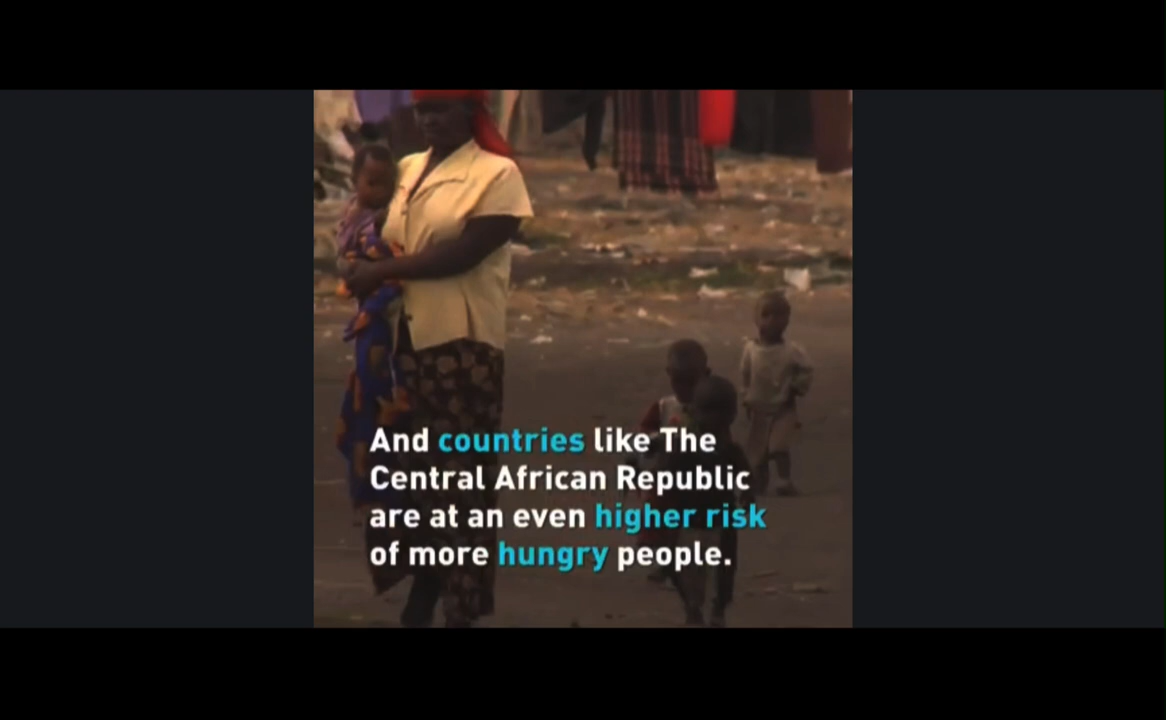 And countries like The
Central African Republic
are at an even higher risk
of more hungry people.